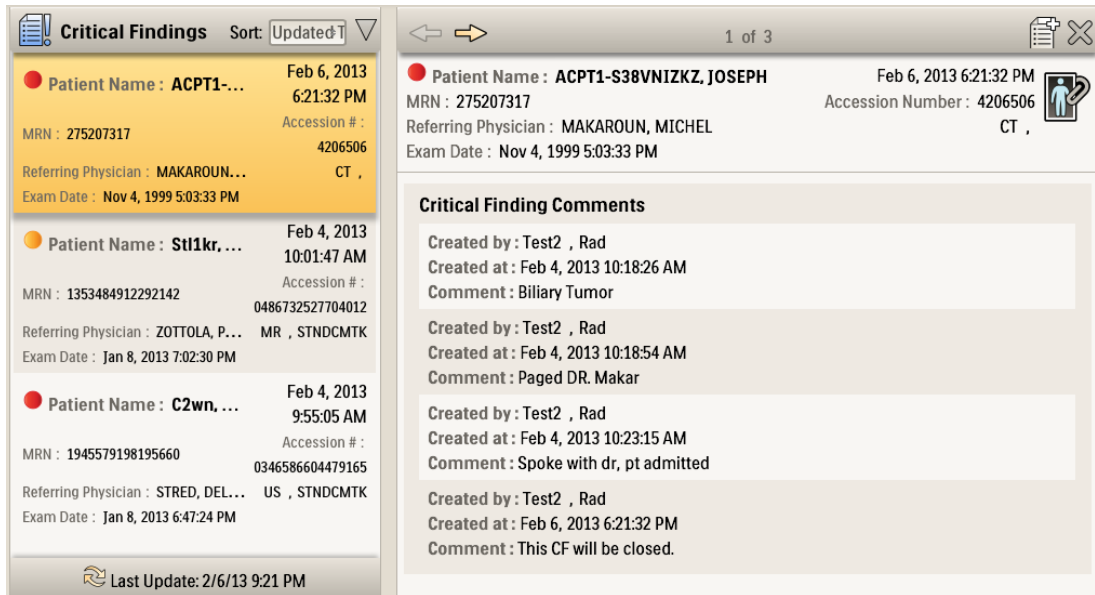 Critical Findings Sort: Updated T
Patient Name : ACPT1-... Feb 6, 2013
6:21:32 PM
MRN : 275207317 Accession # :
4206506
Referring Physician : MAKAROUN... CT ,
Exam Date : Nov 4, 1999 5:03:33 PM
Patient Name : Stl1kr, ... Feb 4, 2013
10:01:47 AM
MRN : 1353484912292142 Accession # :
0486732527704012
Referring Physician : ZOTTOLA, P... MR , STNDCMTK
Exam Date : Jan 8, 2013 7:02:30 PM
Patient Name : C2wn, ... Feb 4, 2013
9:55:05 AM
MRN : 1945579198195660 Accession # :
0346586604479165
Referring Physician : STRED, DEL... US , STNDCMTK
Exam Date : Jan 8, 2013 6:47:24 PM
Last Update: 2/6/13 9:21 PM
1 of 3
Patient Name : ACPT1-S38VNIZKZ, JOSEPH Feb 6, 2013 6:21:32 PM
MRN : 275207317 Accession Number : 4206506
Referring Physician : MAKAROUN, MICHEL CT ,
Exam Date : Nov 4, 1999 5:03:33 PM
Critical Finding Comments
Created by : Test2 , Rad
Created at : Feb 4, 2013 10:18:26 AM
Comment : Biliary Tumor
Created by : Test2 , Rad
Created at : Feb 4, 2013 10:18:54 AM
Comment : Paged DR. Makar
Created by : Test2 , Rad
Created at : Feb 4, 2013 10:23:15 AM
Comment : Spoke with dr, pt admitted
Created by : Test2 , Rad
Created at : Feb 6, 2013 6:21:32 PM
Comment : This CF will be closed.